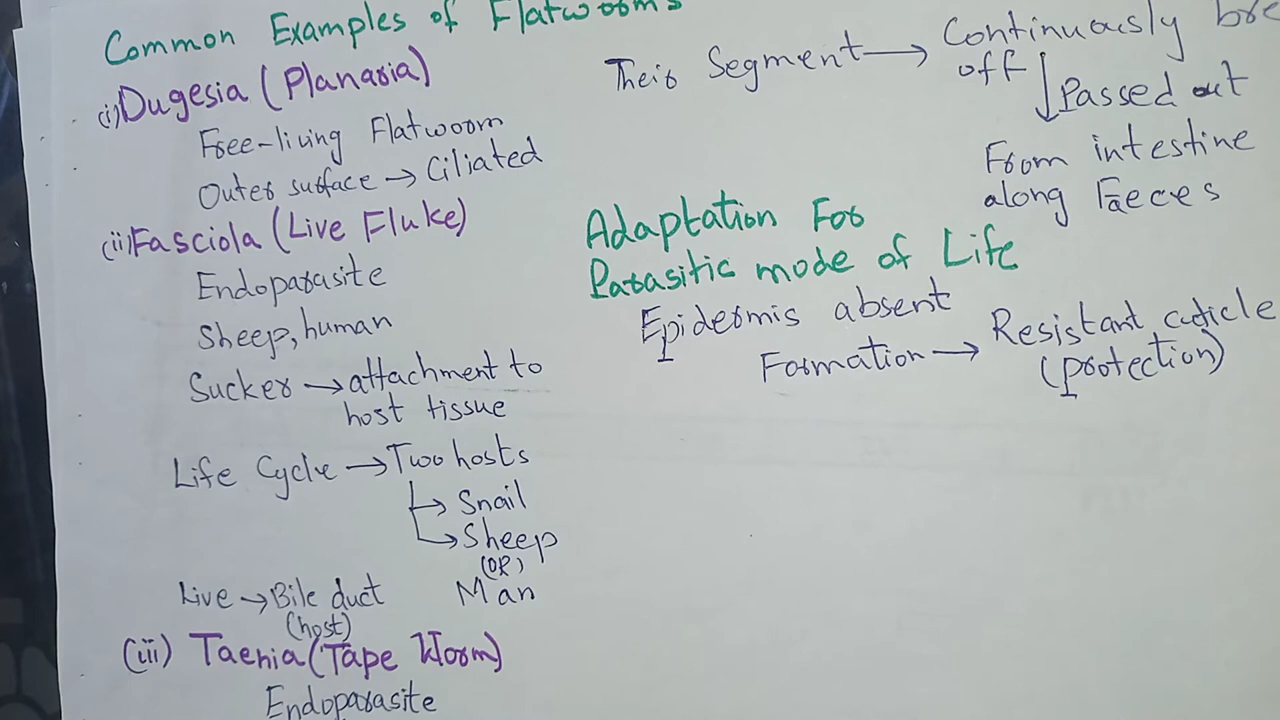 Common Examples of Flatworms
(i) Dugesia (Planaria)
Free-living Flatworm
Outer surface → Ciliated
(ii) Fasciola (Live Fluke)
Endoparasite
Sheep, human
Sucker → attachment to
host tissue
Life Cycle → Two hosts
→ Snail
→ Sheep
(OR)
Man
Live → Bile duct
(host)
(iii) Taenia (Tape Worm)
Endoparasite
Their Segment → Continuously
off ↓ Passed out
From intestine
along Faeces
Adaptation For
Parasitic mode of Life
Epidermis absent
Formation → Resistant cuticle
(protection)